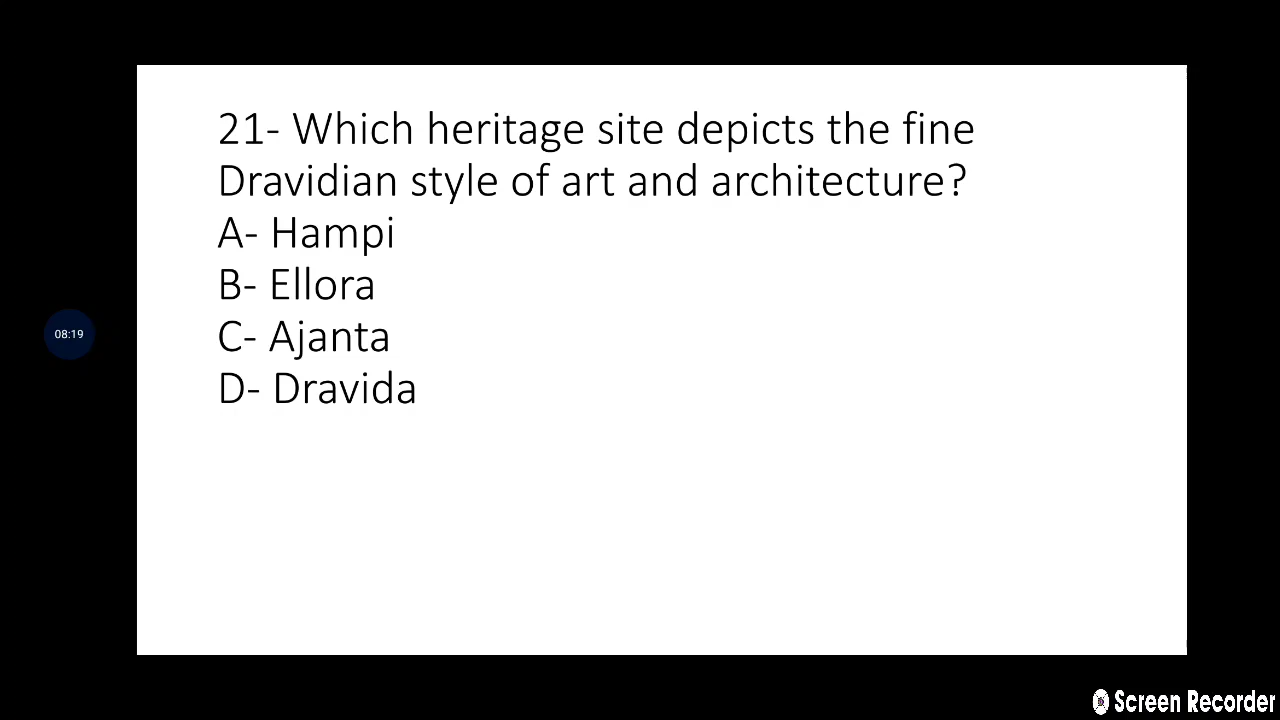 21- Which heritage site depicts the fine
Dravidian style of art and architecture?
A- Hampi
B- Ellora
C- Ajanta
D- Dravida
08:19
Screen Recorder